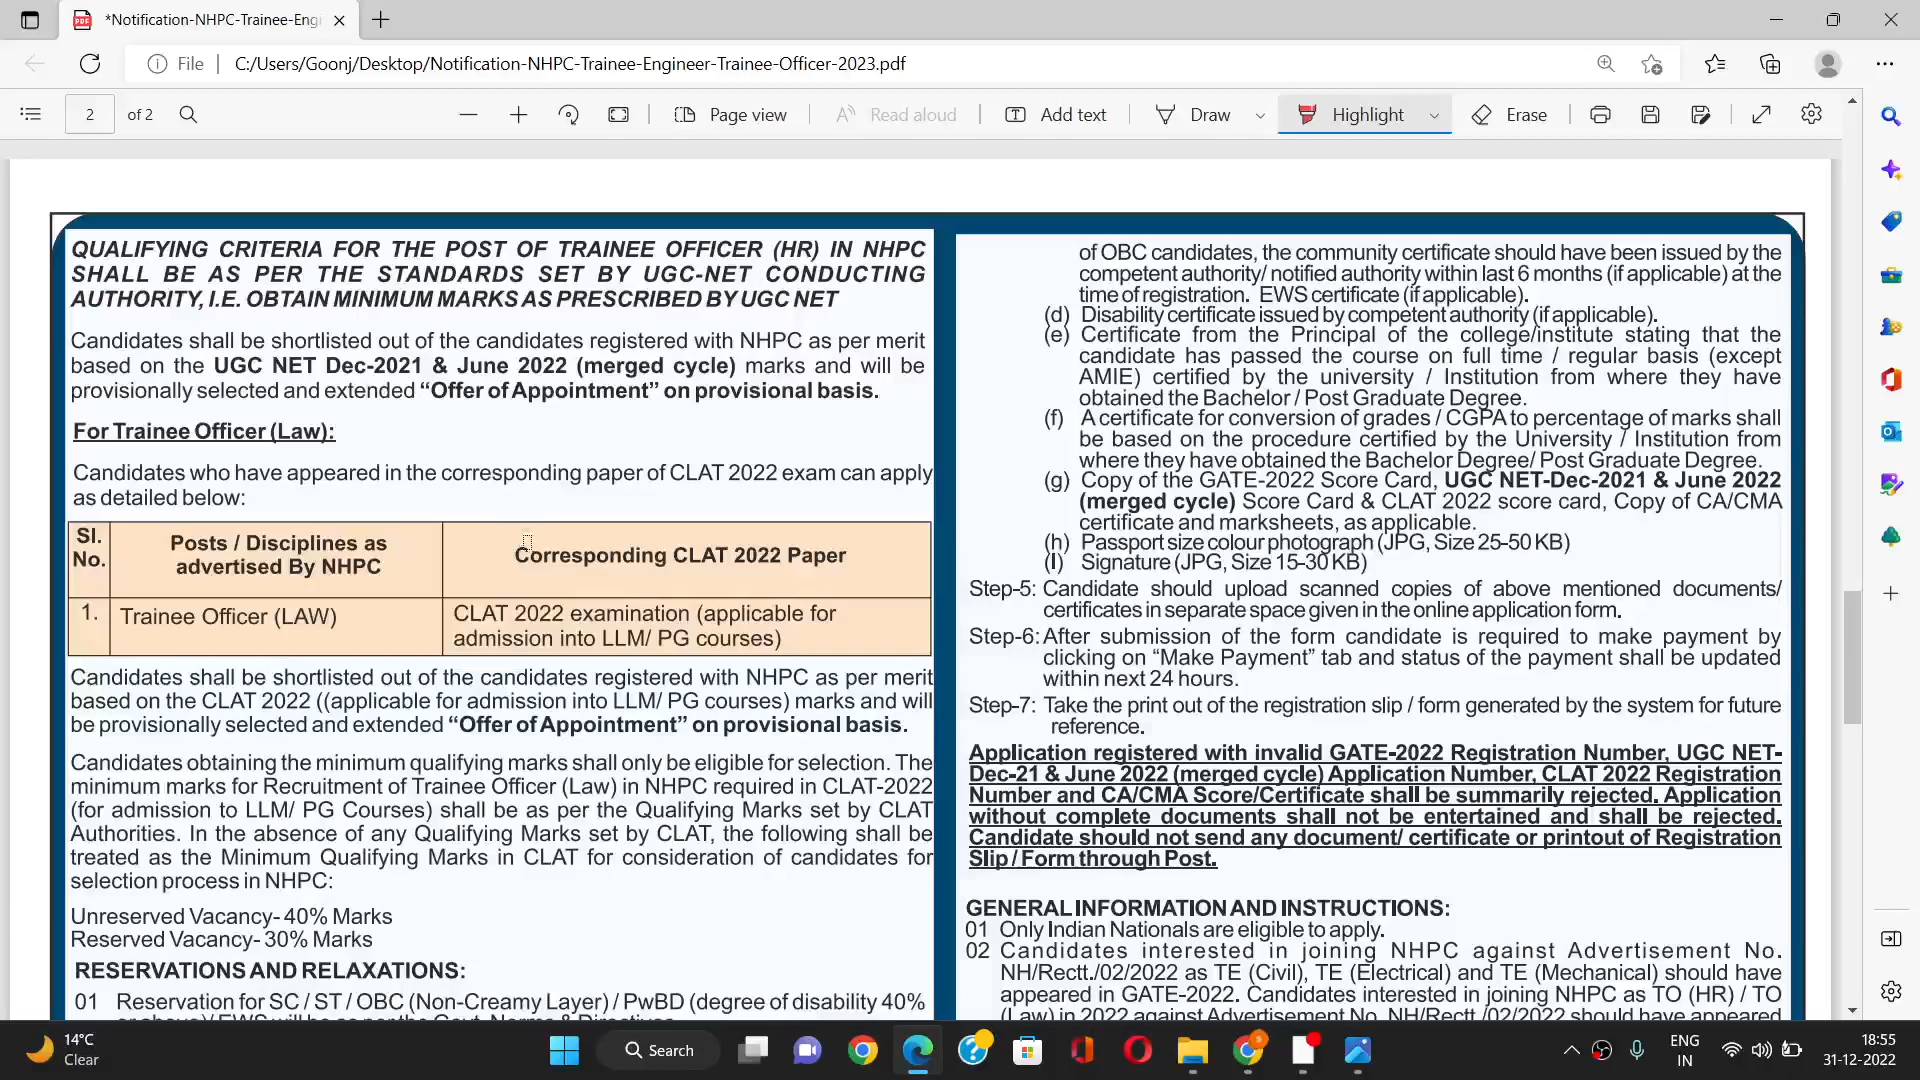 *Notification-NHPC-Trainee-Eng
File
C:/Users/Goonj/Desktop/Notification-NHPC-Trainee-Engineer-Trainee-Officer-2023.pdf
2 of 2
Page view
Read aloud
Add text
Draw
Highlight
Erase
QUALIFYING CRITERIA FOR THE POST OF TRAINEE OFFICER (HR) IN NHPC
SHALL BE AS PER THE STANDARDS SET BY UGC-NET CONDUCTING
AUTHORITY, I.E. OBTAIN MINIMUM MARKS AS PRESCRIBED BY UGC NET
Candidates shall be shortlisted out of the candidates registered with NHPC as per merit
based on the UGC NET Dec-2021 & June 2022 (merged cycle) marks and will be
provisionally selected and extended “Offer of Appointment” on provisional basis.
For Trainee Officer (Law):
Candidates who have appeared in the corresponding paper of CLAT 2022 exam can apply
as detailed below:
Sl.
No.
Posts / Disciplines as
advertised By NHPC
Corresponding CLAT 2022 Paper
1.
Trainee Officer (LAW)
CLAT 2022 examination (applicable for
admission into LLM/ PG courses)
Candidates shall be shortlisted out of the candidates registered with NHPC as per merit
based on the CLAT 2022 ((applicable for admission into LLM/ PG courses) marks and will
be provisionally selected and extended “Offer of Appointment” on provisional basis.
Candidates obtaining the minimum qualifying marks shall only be eligible for selection. The
minimum marks for Recruitment of Trainee Officer (Law) in NHPC required in CLAT-2022
(for admission to LLM/ PG Courses) shall be as per the Qualifying Marks set by CLAT
Authorities. In the absence of any Qualifying Marks set by CLAT, the following shall be
treated as the Minimum Qualifying Marks in CLAT for consideration of candidates for
selection process in NHPC:
Unreserved Vacancy- 40% Marks
Reserved Vacancy- 30% Marks
RESERVATIONS AND RELAXATIONS:
01 Reservation for SC / ST / OBC (Non-Creamy Layer) / PwBD (degree of disability 40%
or above) / EWS will be as per the Govt. Norms & Directives
of OBC candidates, the community certificate should have been issued by the
competent authority/ notified authority within last 6 months (if applicable) at the
time of registration. EWS certificate (if applicable).
(d) Disability certificate issued by competent authority (if applicable).
(e) Certificate from the Principal of the college/institute stating that the
candidate has passed the course on full time / regular basis (except
AMIE) certified by the university / Institution from where they have
obtained the Bachelor / Post Graduate Degree.
(f) A certificate for conversion of grades / CGPA to percentage of marks shall
be based on the procedure certified by the University / Institution from
where they have obtained the Bachelor Degree/ Post Graduate Degree.
(g) Copy of the GATE-2022 Score Card, UGC NET-Dec-2021 & June 2022
(merged cycle) Score Card & CLAT 2022 score card, Copy of CA/CMA
certificate and marksheets, as applicable.
(h) Passport size colour photograph (JPG, Size 25-50 KB)
(I) Signature (JPG, Size 15-30 KB)
Step-5: Candidate should upload scanned copies of above mentioned documents/
certificates in separate space given in the online application form.
Step-6: After submission of the form candidate is required to make payment by
clicking on “Make Payment” tab and status of the payment shall be updated
within next 24 hours.
Step-7: Take the print out of the registration slip / form generated by the system for future
reference.
Application registered with invalid GATE-2022 Registration Number, UGC NET-
Dec-21 & June 2022 (merged cycle) Application Number, CLAT 2022 Registration
Number and CA/CMA Score/Certificate shall be summarily rejected. Application
without complete documents shall not be entertained and shall be rejected.
Candidate should not send any document/ certificate or printout of Registration
Slip / Form through Post.
GENERAL INFORMATION AND INSTRUCTIONS:
01 Only Indian Nationals are eligible to apply.
02 Candidates interested in joining NHPC against Advertisement No.
NH/Rectt./02/2022 as TE (Civil), TE (Electrical) and TE (Mechanical) should have
appeared in GATE-2022. Candidates interested in joining NHPC as TO (HR) / TO
(Law) in 2022 against Advertisement No. NH/Rectt./02/2022 should have appeared
14°C
Clear
Search
ENG
IN
18:55
31-12-2022